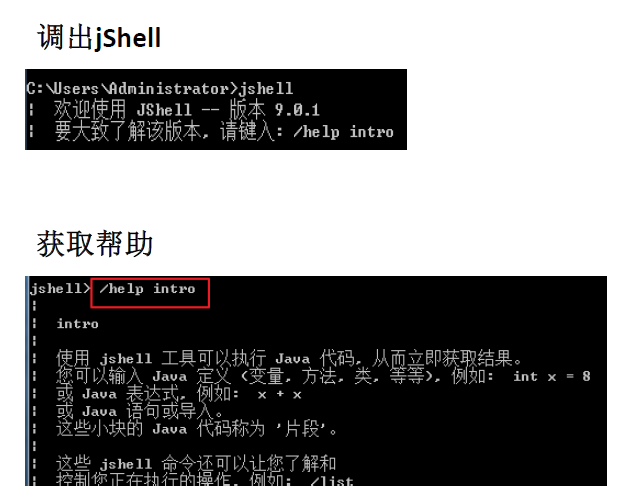 调出jShell
C:\Users\Administrator>jshell
|  欢迎使用 JShell -- 版本 9.0.1
|  要大致了解该版本, 请键入: /help intro
获取帮助
jshell> /help intro
|
|  intro
|
|  使用 jshell 工具可以执行 Java 代码，从而立即获取结果。
|  您可以输入 Java 定义 (变量, 方法, 类, 等等), 例如:  int x = 8
|  或 Java 表达式, 例如:  x + x
|  或 Java 语句或导入。
|  这些小块的 Java 代码称为 '片段'。
|
|  这些 jshell 命令还可以让您了解和
|  控制您正在执行的操作, 例如:  /list